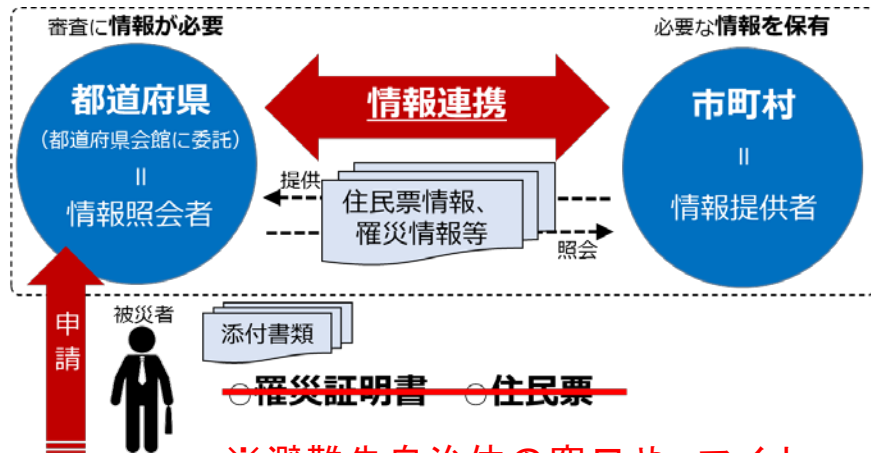 審査に情報が必要
必要な情報を保有
都道府県
(都道府県会館に委託)
=
情報照会者
情報連携
市町村
=
情報提供者
提供
住民票情報、
罹災情報等
照会
申請
被災者
添付書類
○罹災証明書 ○住民票